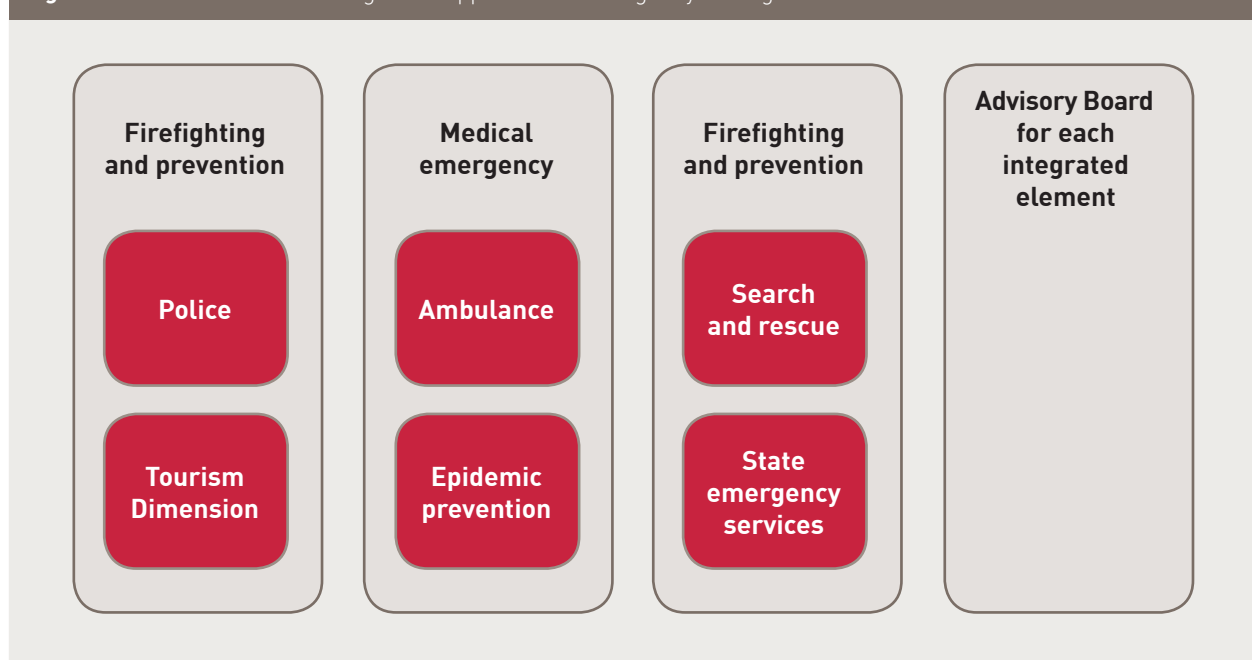 Firefighting
and prevention
Police
Tourism
Dimension
Medical
emergency
Ambulance
Epidemic
prevention
Firefighting
and prevention
Search
and rescue
State
emergency
services
Advisory Board
for each
integrated
element